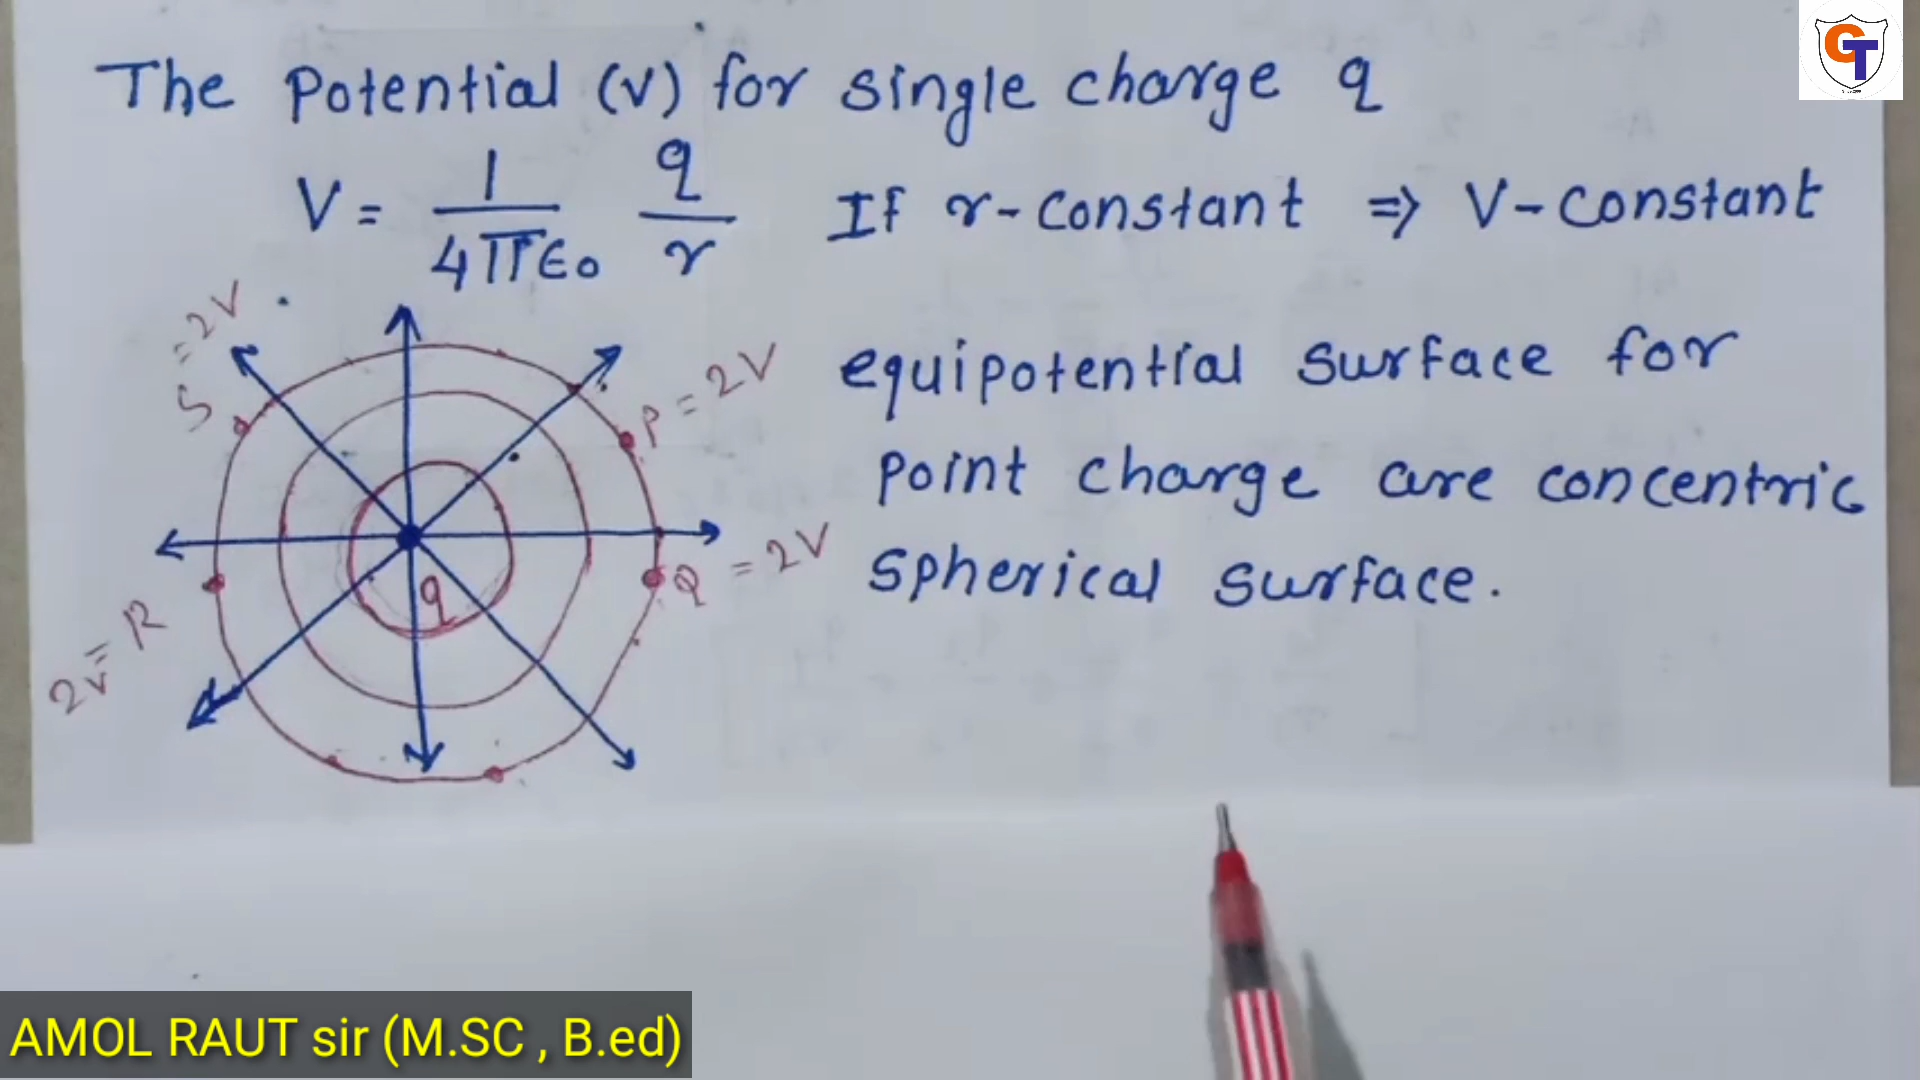 GT
The Potential (V) for single charge q
V = 1/4πε₀ q/r If r-constant ⇒ V-constant
= 2V
S
P = 2V
equipotential surface for
point charge are concentric
Q = 2V
spherical surface.
q
2V = R
AMOL RAUT sir (M.SC , B.ed)